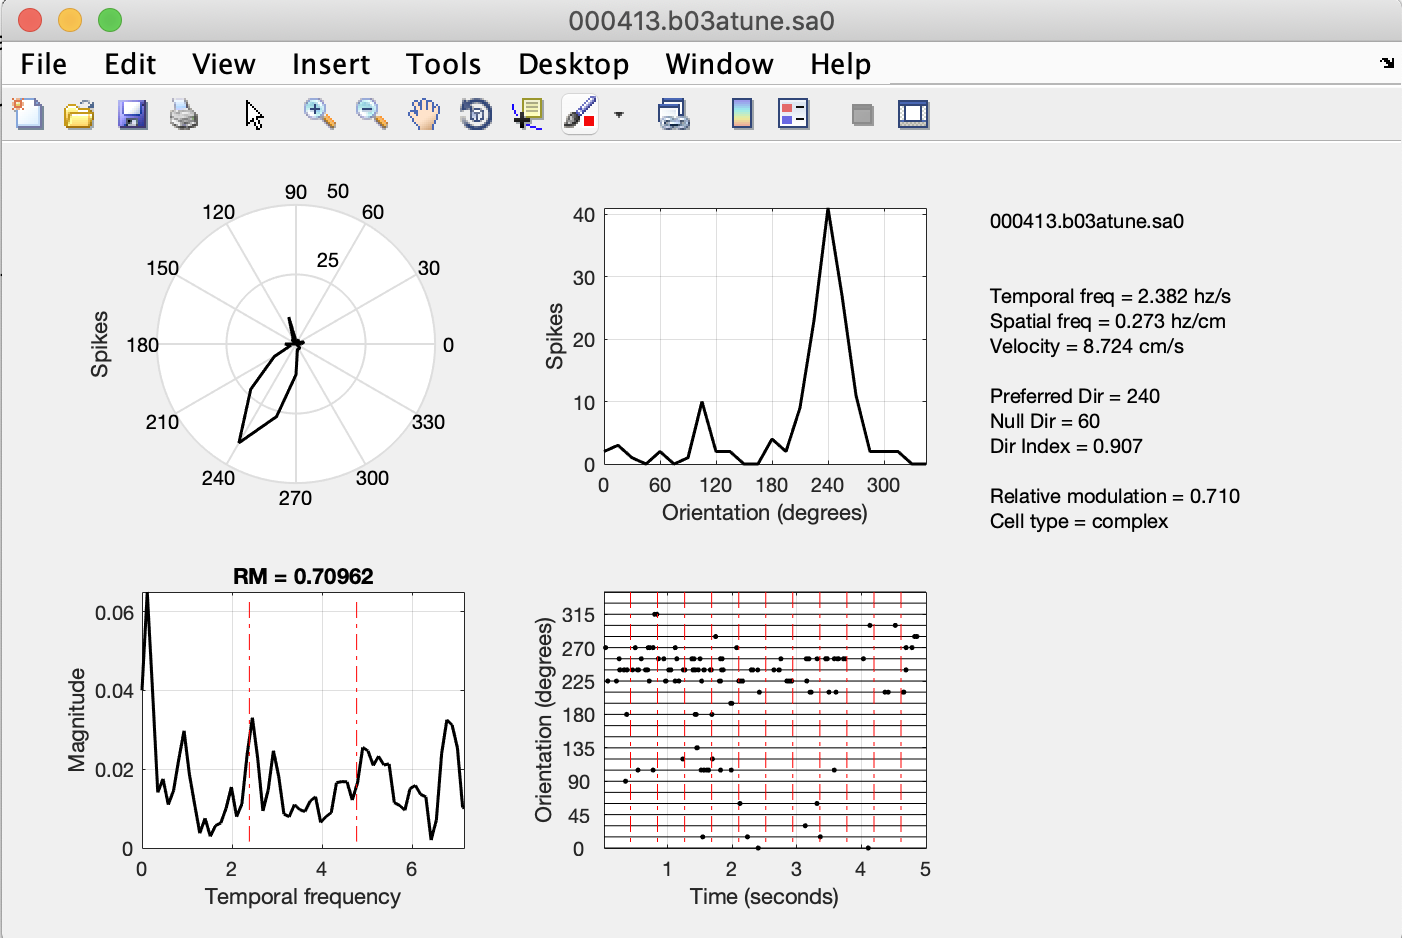 000413.b03atune.sa0
File Edit View Insert Tools Desktop Window Help
90 50
120 60
25
150 30
Spikes
180 0
210 330
240 300
270
40
30
20
10
0
Spikes
0 60 120 180 240 300
Orientation (degrees)
000413.b03atune.sa0
Temporal freq = 2.382 hz/s
Spatial freq = 0.273 hz/cm
Velocity = 8.724 cm/s
Preferred Dir = 240
Null Dir = 60
Dir Index = 0.907
Relative modulation = 0.710
Cell type = complex
RM = 0.70962
0.06
0.04
0.02
0
Magnitude
0 2 4 6
Temporal frequency
315
270
225
180
135
90
45
0
Orientation (degrees)
1 2 3 4 5
Time (seconds)